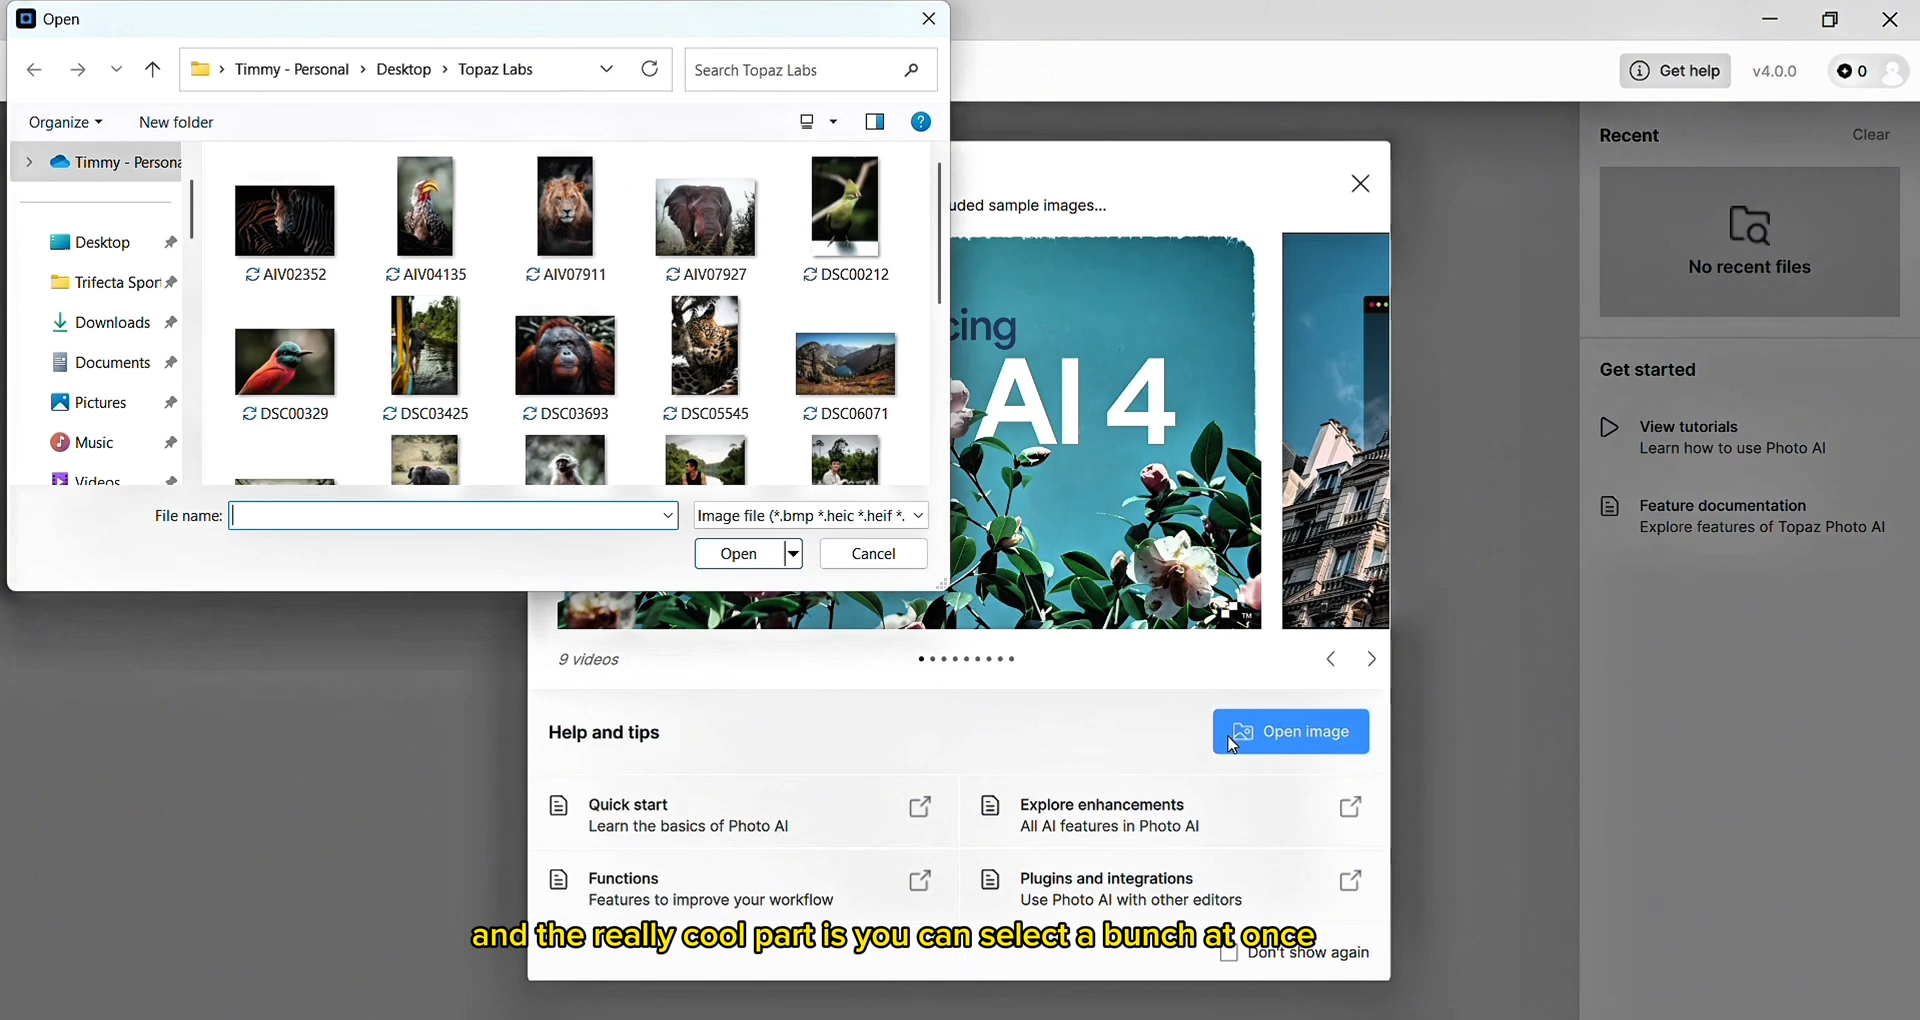 Open
Timmy - Personal › Desktop › Topaz Labs
Search Topaz Labs
Organize
New folder
Timmy - Persona
Desktop
Trifecta Sport
Downloads
Documents
Pictures
Music
Videos
AIV02352
AIV04135
AIV07911
AIV07927
DSC00212
DSC00329
DSC03425
DSC03693
DSC05545
DSC06071
File name:
Image file (*.bmp *.heic *.heif *.
Open
Cancel
Get help
v4.0.0
0
uded sample images...
cing
AI 4
TM
9 videos
Help and tips
Open image
Quick start
Learn the basics of Photo AI
Explore enhancements
All AI features in Photo AI
Functions
Features to improve your workflow
Plugins and integrations
Use Photo AI with other editors
and the really cool part is you can select a bunch at once
Don't show again
Recent
Clear
No recent files
Get started
View tutorials
Learn how to use Photo AI
Feature documentation
Explore features of Topaz Photo AI